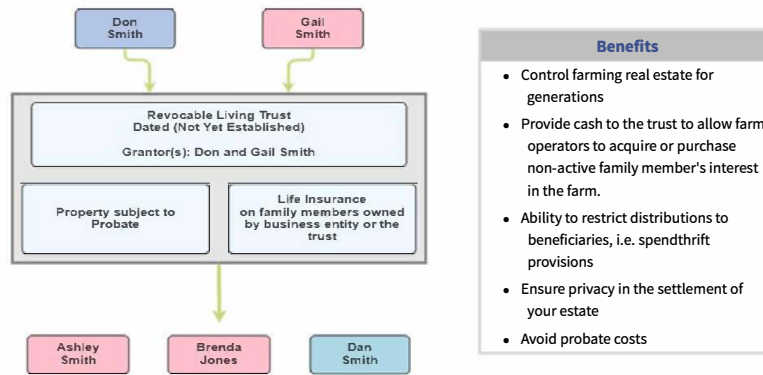 Don
Smith
Gail
Smith
Revocable Living Trust
Dated (Not Yet Established)
Grantor(s): Don and Gail Smith
Property subject to
Probate
Life Insurance
on family members owned
by business entity or the
trust
Ashley
Smith
Brenda
Jones
Dan
Smith
Benefits
• Control farming real estate for
generations
• Provide cash to the trust to allow farm
operators to acquire or purchase
non-active family member's interest
in the farm.
• Ability to restrict distributions to
beneficiaries, i.e. spendthrift
provisions
• Ensure privacy in the settlement of
your estate
• Avoid probate costs